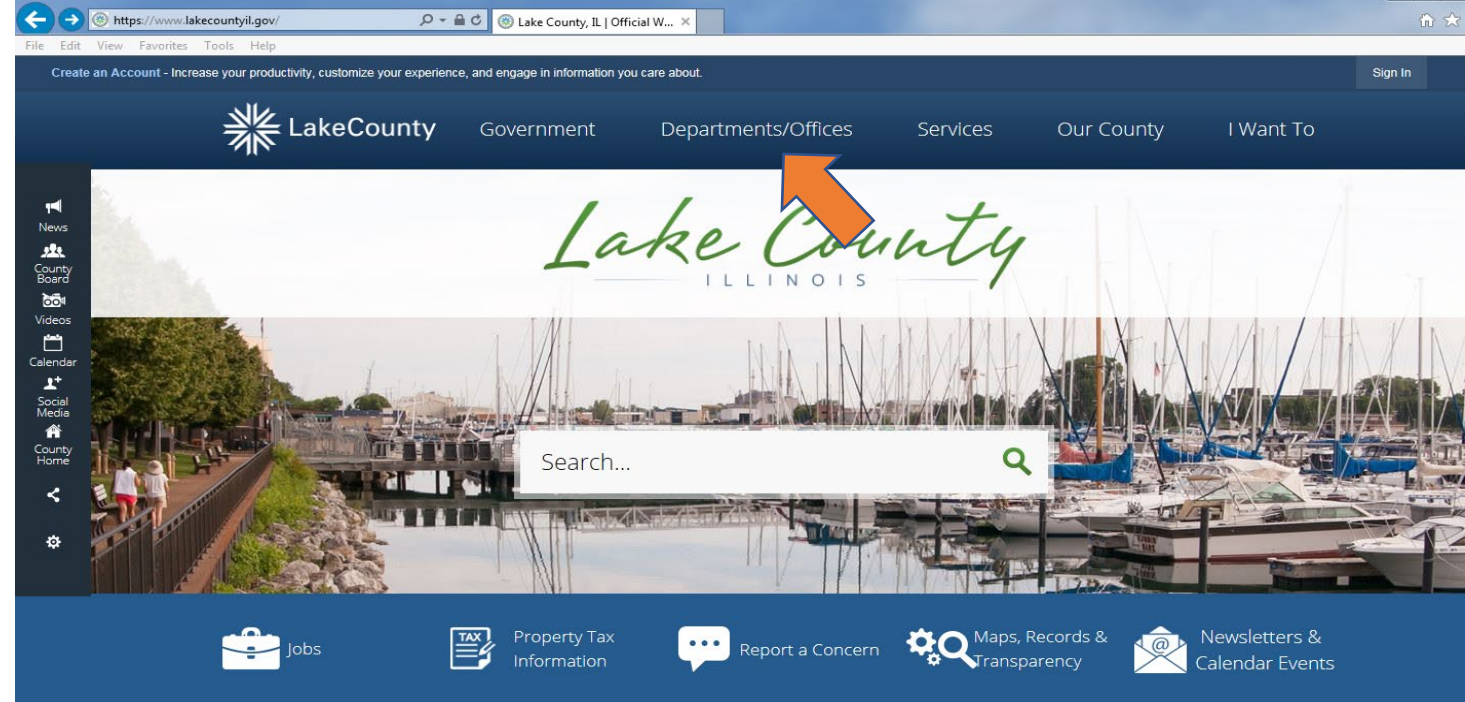 https://www.lakecountyil.gov/
Lake County, IL | Official W...
File Edit View Favorites Tools Help
Create an Account - Increase your productivity, customize your experience, and engage in information you care about.
Sign In
LakeCounty
Government
Departments/Offices
Services
Our County
I Want To
News
County
Board
Videos
Calendar
Social
Media
County
Home
Lake County
ILLINOIS
Search...
Jobs
TAX
Property Tax
Information
Report a Concern
Maps, Records &
Transparency
@
Newsletters &
Calendar Events